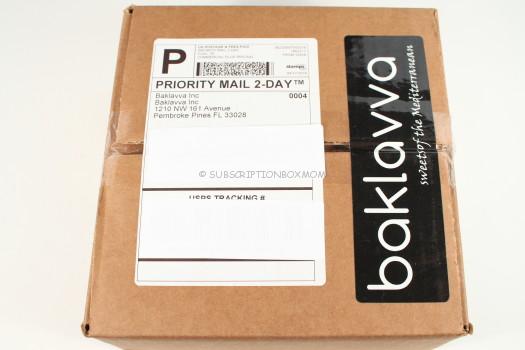 P
PRIORITY MAIL 2-DAY™
Baklavva Inc
Baklavva Inc
1210 NW 161 Avenue
Pembroke Pines FL 33028
0004
© SUBSCRIPTIONBOXMOM
USPS TRACKING #
baklavva
sweets of the Mediterranean